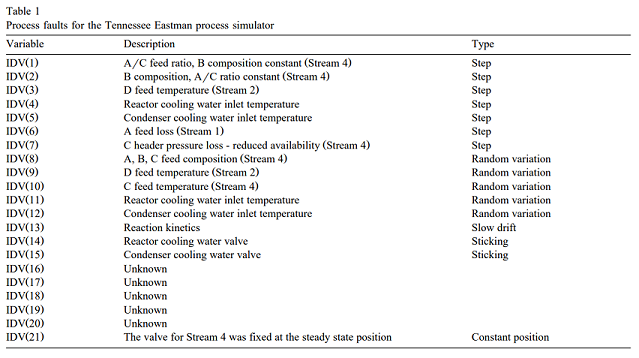 Table 1
Process faults for the Tennessee Eastman process simulator
Variable Description Type
IDV(1) A/C feed ratio, B composition constant (Stream 4) Step
IDV(2) B composition, A/C ratio constant (Stream 4) Step
IDV(3) D feed temperature (Stream 2) Step
IDV(4) Reactor cooling water inlet temperature Step
IDV(5) Condenser cooling water inlet temperature Step
IDV(6) A feed loss (Stream 1) Step
IDV(7) C header pressure loss - reduced availability (Stream 4) Step
IDV(8) A, B, C feed composition (Stream 4) Random variation
IDV(9) D feed temperature (Stream 2) Random variation
IDV(10) C feed temperature (Stream 4) Random variation
IDV(11) Reactor cooling water inlet temperature Random variation
IDV(12) Condenser cooling water inlet temperature Random variation
IDV(13) Reaction kinetics Slow drift
IDV(14) Reactor cooling water valve Sticking
IDV(15) Condenser cooling water valve Sticking
IDV(16) Unknown
IDV(17) Unknown
IDV(18) Unknown
IDV(19) Unknown
IDV(20) Unknown
IDV(21) The valve for Stream 4 was fixed at the steady state position Constant position